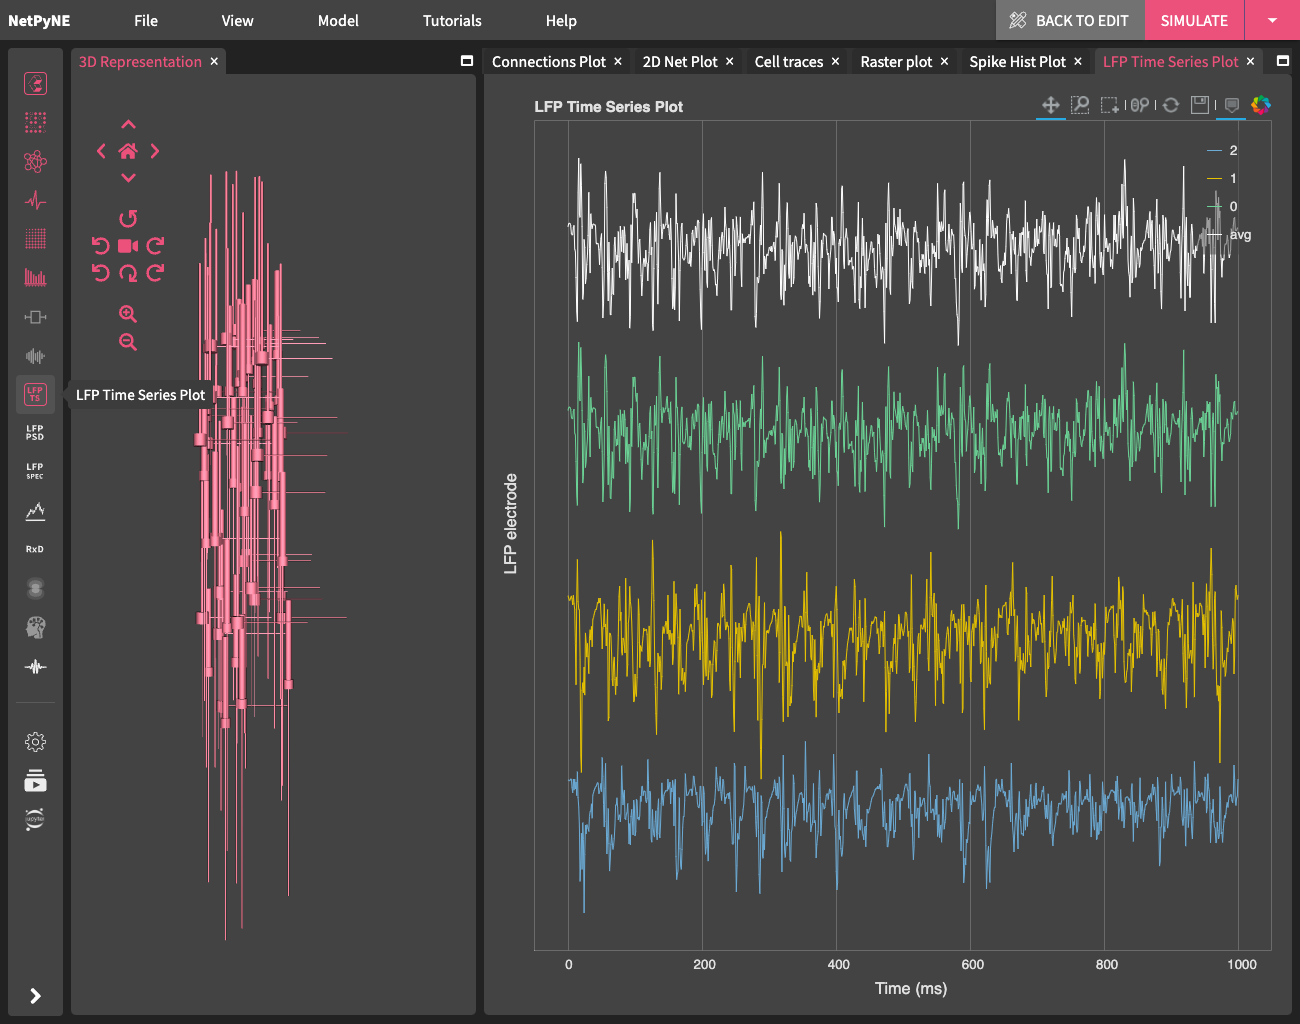 NetPyNE File View Model Tutorials Help BACK TO EDIT SIMULATE
3D Representation × Connections Plot × 2D Net Plot × Cell traces × Raster plot × Spike Hist Plot × LFP Time Series Plot ×
LFP Time Series Plot
2
1
0
avg
LFP
TS
LFP Time Series Plot
LFP
PSD
LFP
SPEC
RxD
jupyter
LFP electrode
0 200 400 600 800 1000
Time (ms)